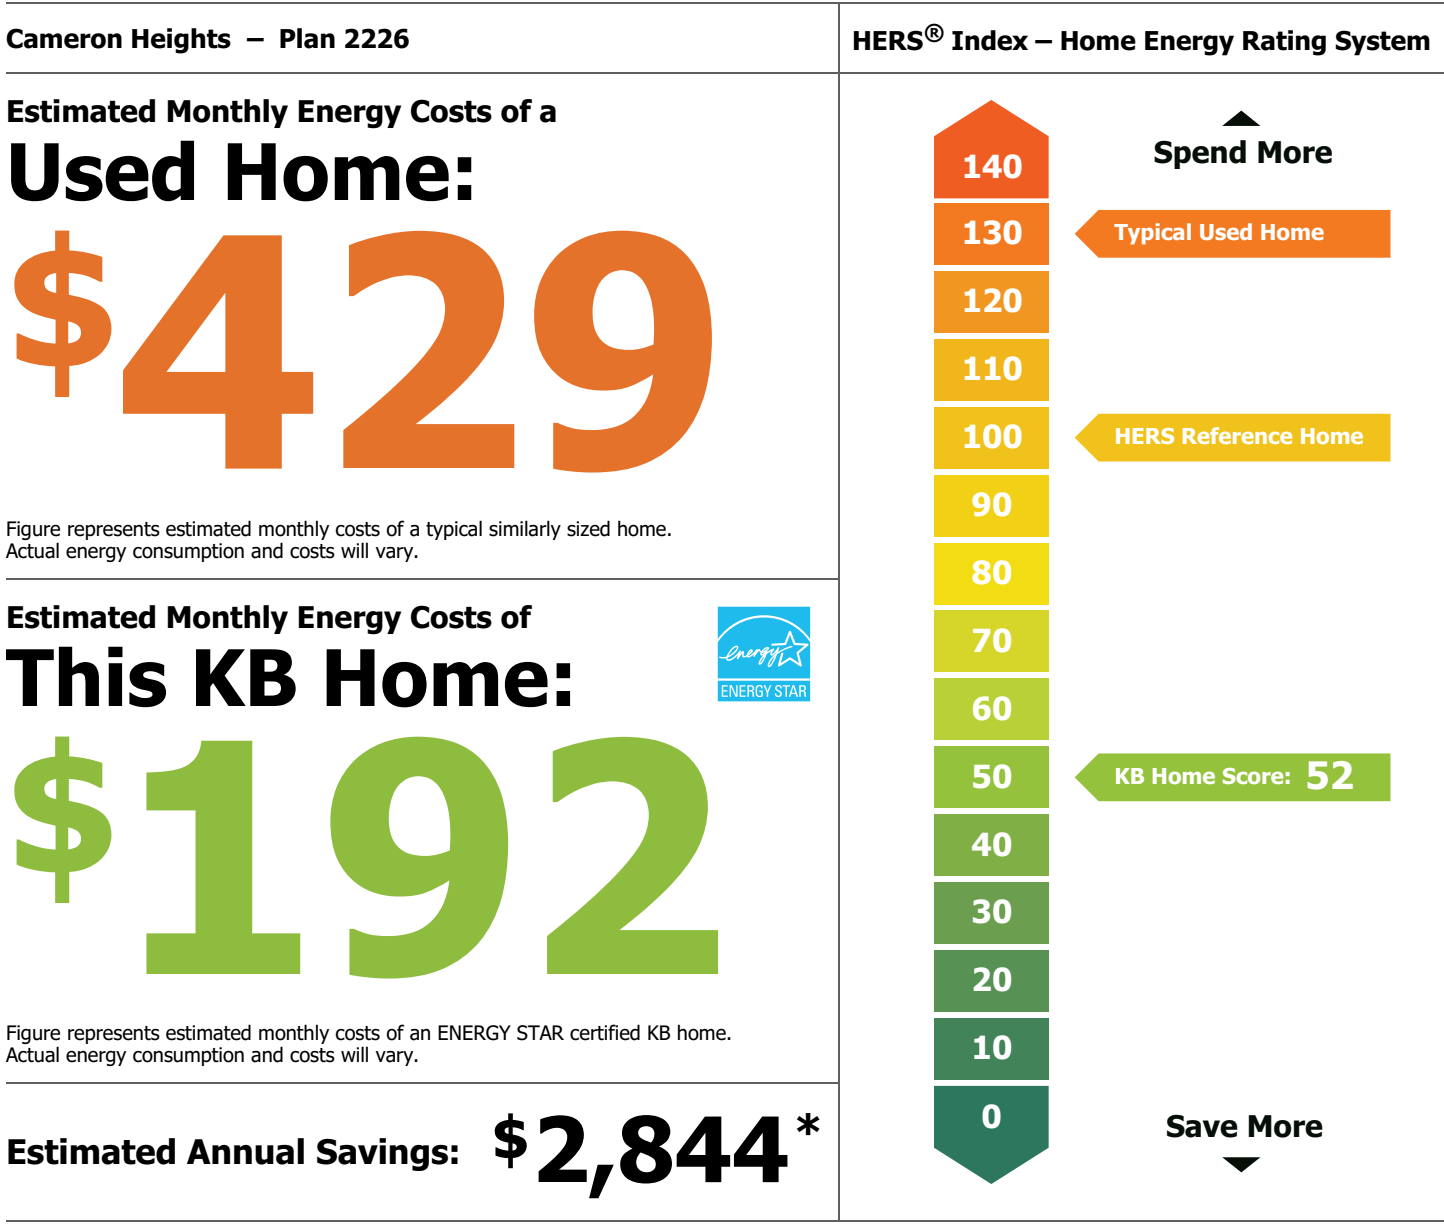 Cameron Heights – Plan 2226
Estimated Monthly Energy Costs of a
Used Home:
$429
Figure represents estimated monthly costs of a typical similarly sized home.
Actual energy consumption and costs will vary.
Estimated Monthly Energy Costs of
This KB Home:
energy
ENERGY STAR
$192
Figure represents estimated monthly costs of an ENERGY STAR certified KB home.
Actual energy consumption and costs will vary.
Estimated Annual Savings: $2,844*
HERS® Index – Home Energy Rating System
Spend More
140
130 Typical Used Home
120
110
100 HERS Reference Home
90
80
70
60
50 KB Home Score: 52
40
30
20
10
0
Save More